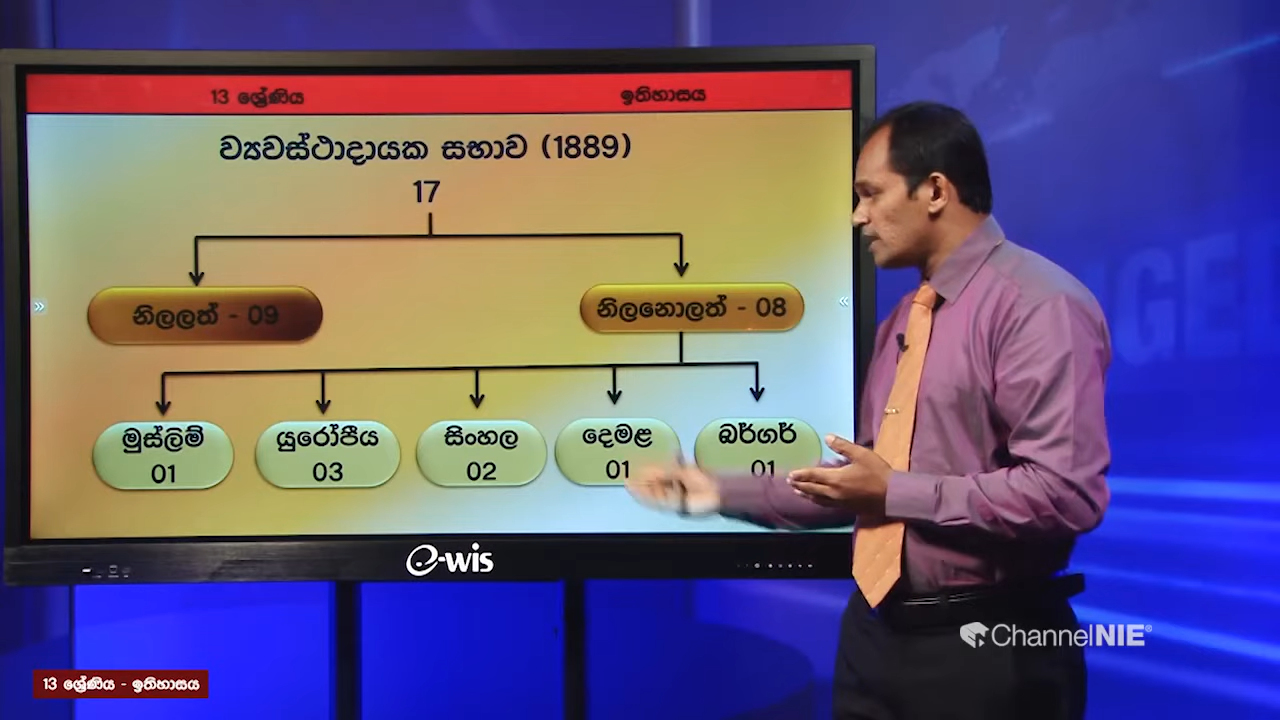 13 ශ්‍රේණිය
ඉතිහාසය
ව්‍යවස්ථාදායක සභාව (1889)
17
නිලලත් - 09
නිලනොලත් - 08
මුස්ලිම්
01
යුරෝපීය
03
සිංහල
02
දෙමළ
01
බර්ගර්
01
e-wis
ChannelNIE®
13 ශ්‍රේණිය - ඉතිහාසය